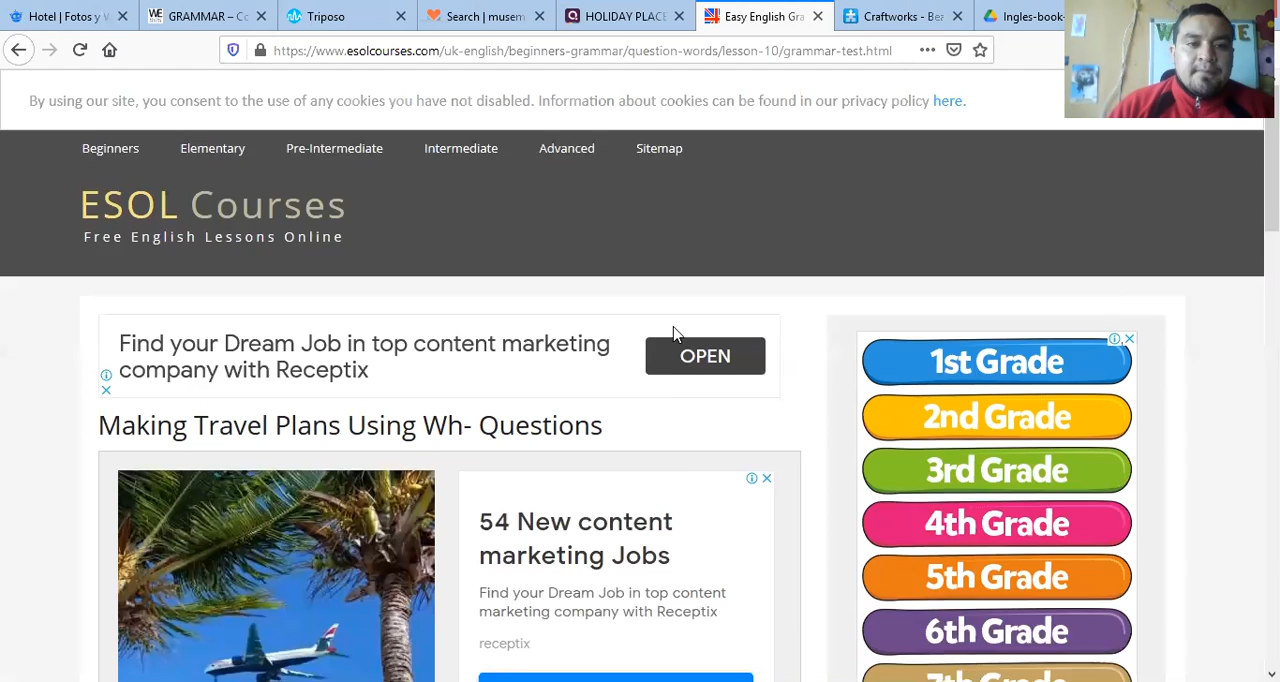 Hotel | Fotos y V
GRAMMAR – Co
Triposo
Search | musem
HOLIDAY PLACE
Easy English Gra
Craftworks - Bea
Ingles-book-
https://www.esolcourses.com/uk-english/beginners-grammar/question-words/lesson-10/grammar-test.html
By using our site, you consent to the use of any cookies you have not disabled. Information about cookies can be found in our privacy policy here.
Beginners Elementary Pre-Intermediate Intermediate Advanced Sitemap
ESOL Courses
Free English Lessons Online
Find your Dream Job in top content marketing
company with Receptix
OPEN
Making Travel Plans Using Wh- Questions
54 New content
marketing Jobs
Find your Dream Job in top content
marketing company with Receptix
receptix
1st Grade
2nd Grade
3rd Grade
4th Grade
5th Grade
6th Grade
7th Grade